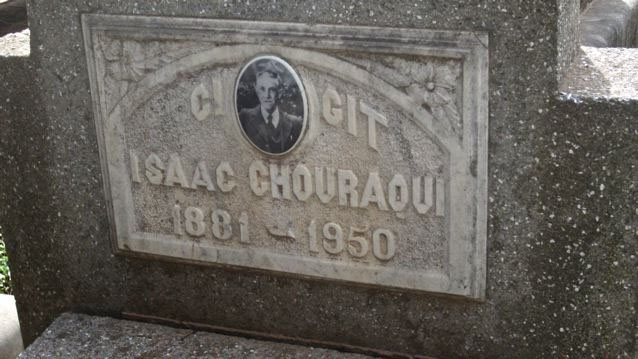 CI GIT
ISAAC CHOURAQUI
1881 - 1950